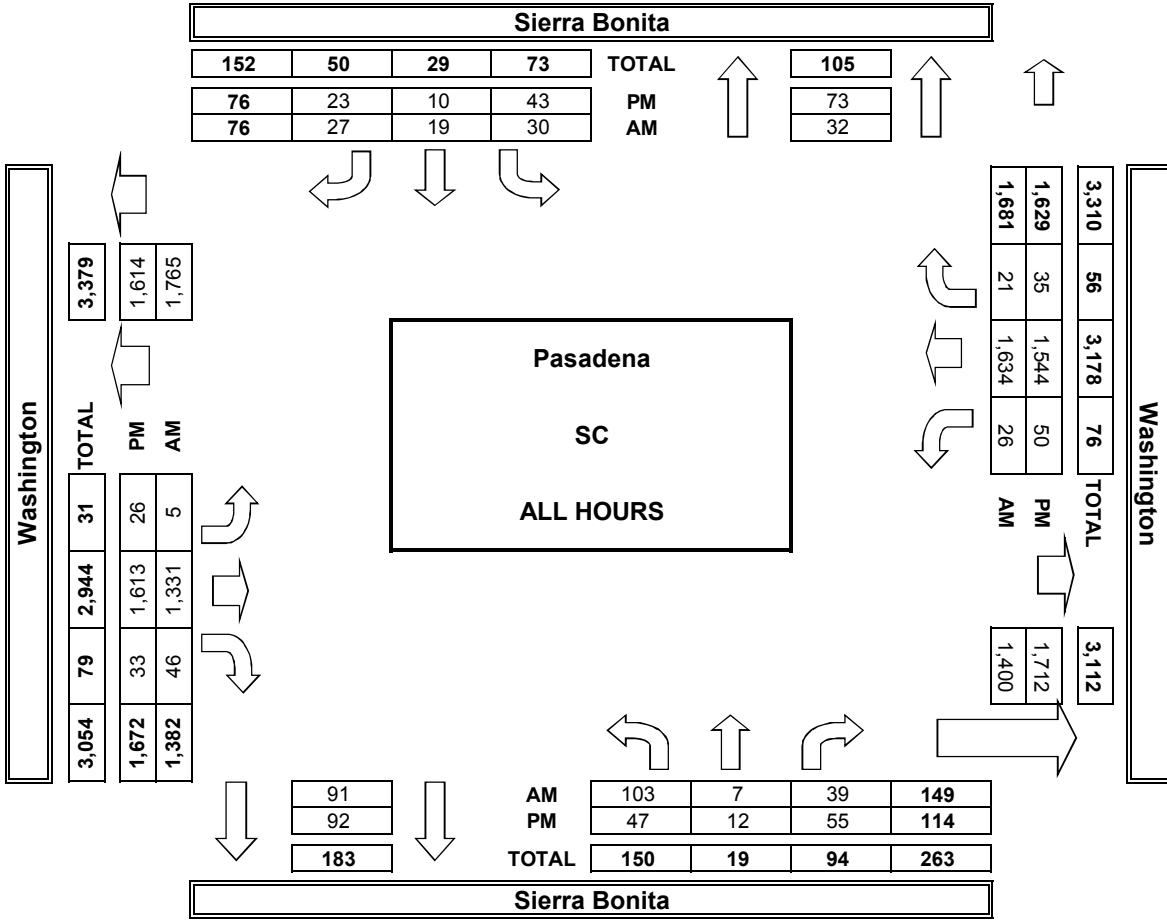 Sierra Bonita
152 50 29 73 TOTAL 105
76 23 10 43 PM 73
76 27 19 30 AM 32
Washington
3,379
1,614
1,765
TOTAL
PM
AM
31 2,944 79 3,054
26 1,613 33 1,672
5 1,331 46 1,382
Pasadena
SC
ALL HOURS
3,310 56 3,178 76 TOTAL
1,629 35 1,544 50 PM
1,681 21 1,634 26 AM
3,112
1,712
1,400
Washington
91 AM 103 7 39 149
92 PM 47 12 55 114
183 TOTAL 150 19 94 263
Sierra Bonita